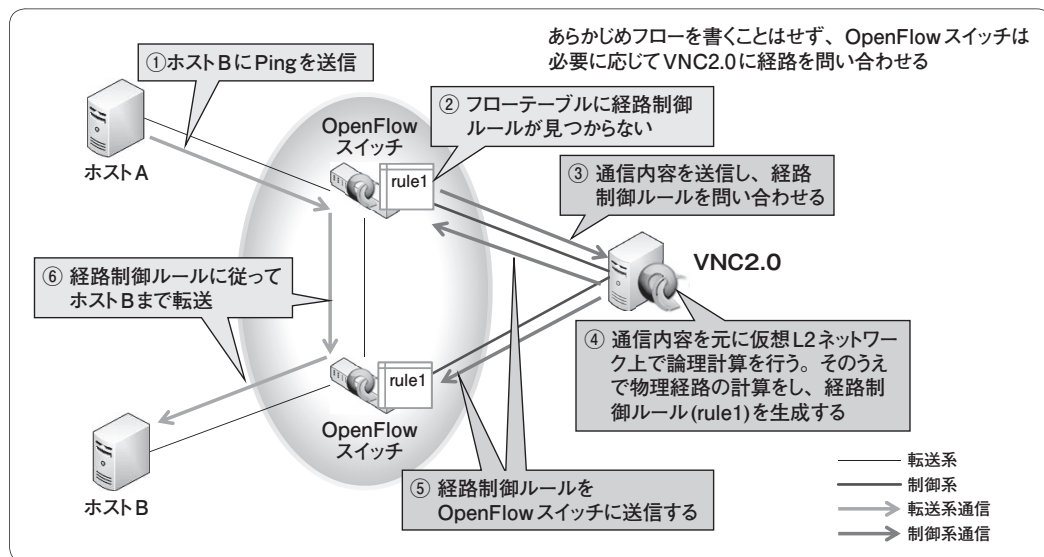 あらかじめフローを書くことはせず、OpenFlowスイッチは
必要に応じてVNC2.0に経路を問い合わせる
①ホストBにPingを送信
② フローテーブルに経路制御
ルールが見つからない
OpenFlow
スイッチ
rule1
ホストA
③ 通信内容を送信し、経路
制御ルールを問い合わせる
VNC2.0
⑥ 経路制御ルールに従って
ホストBまで転送
④ 通信内容を元に仮想L2ネットワー
ク上で論理計算を行う。そのうえ
で物理経路の計算をし、経路制
御ルール(rule1)を生成する
rule1
OpenFlow
スイッチ
ホストB
⑤ 経路制御ルールを
OpenFlowスイッチに送信する
転送系
制御系
転送系通信
制御系通信